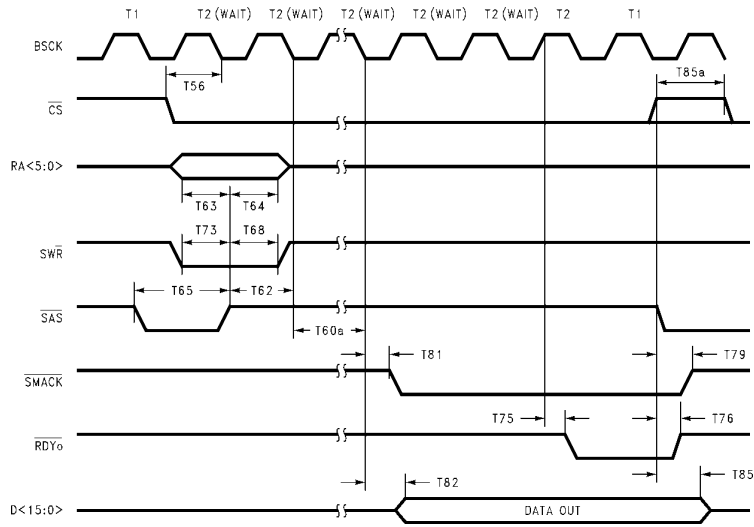 T1 T2 (WAIT) T2 (WAIT) T2 (WAIT) T2 (WAIT) T2 (WAIT) T2 T1
BSCK
T56
T85a
CS
RA<5:0>
T63 T64
T73 T68
SWR
T65 T62
SAS
T60a
T81 T79
SMACK
T75 T76
RDYo
T82 T85
D<15:0> DATA OUT